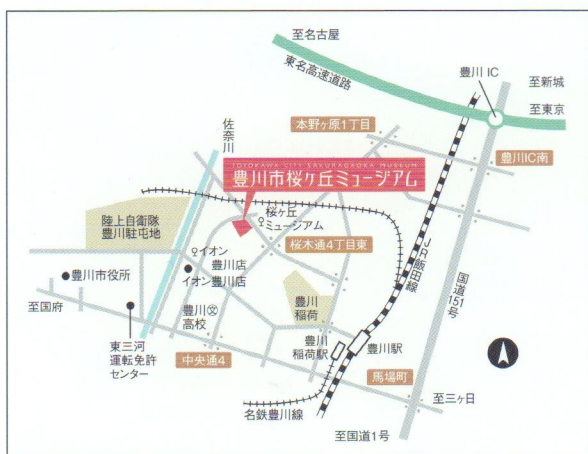 至名古屋
東名高速道路
豊川 IC
至新城
至東京
本野ヶ原1丁目
豊川IC南
佐奈川
TOYOKAWA CITY SAKURAGAOKA MUSEUM
豊川市桜ヶ丘ミュージアム
陸上自衛隊
豊川駐屯地
桜ヶ丘
ミュージアム
桜木通4丁目東
JR飯田線
国道151号
イオン
豊川店
イオン豊川店
豊川市役所
至国府
豊川
高校
文
豊川
稲荷
豊川
稲荷駅
豊川駅
東三河
運転免許
センター
中央通4
馬場町
至三ヶ日
名鉄豊川線
至国道1号